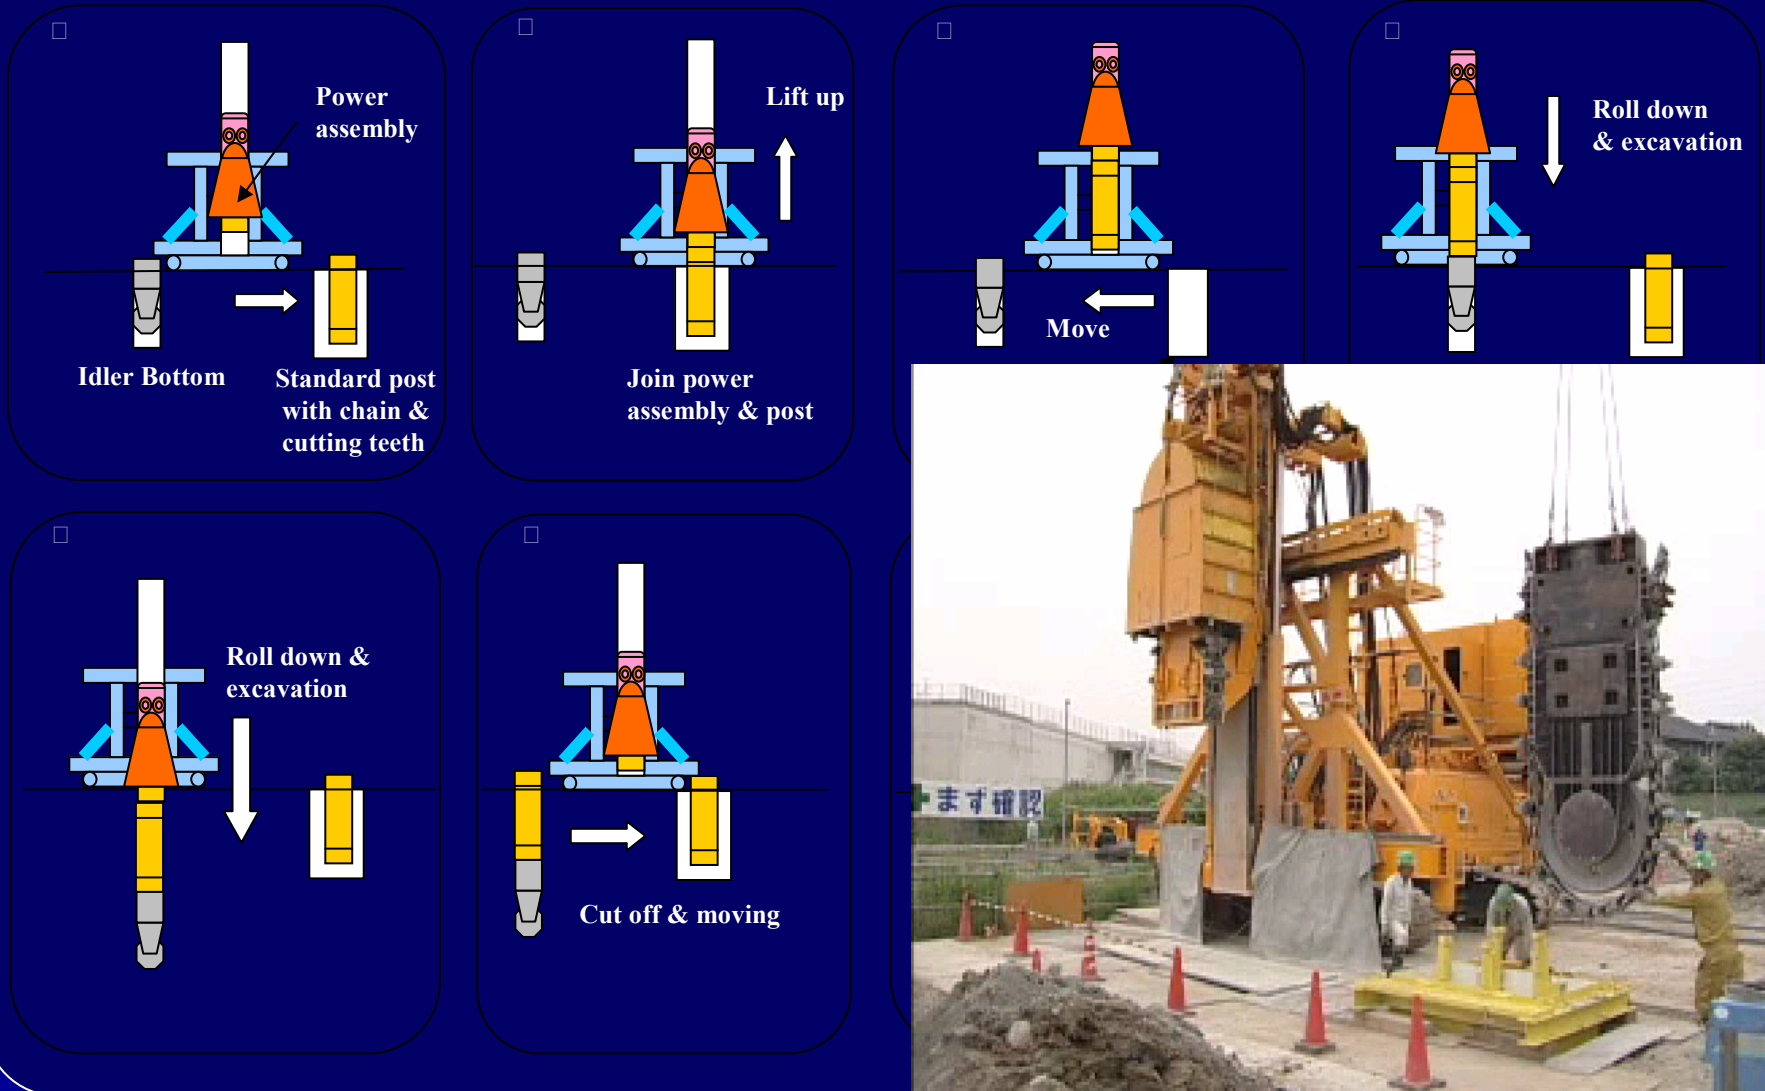 Power
assembly
Idler Bottom
Standard post
with chain &
cutting teeth
Lift up
Join power
assembly & post
Move
Roll down
& excavation
Roll down &
excavation
Cut off & moving
まず確認